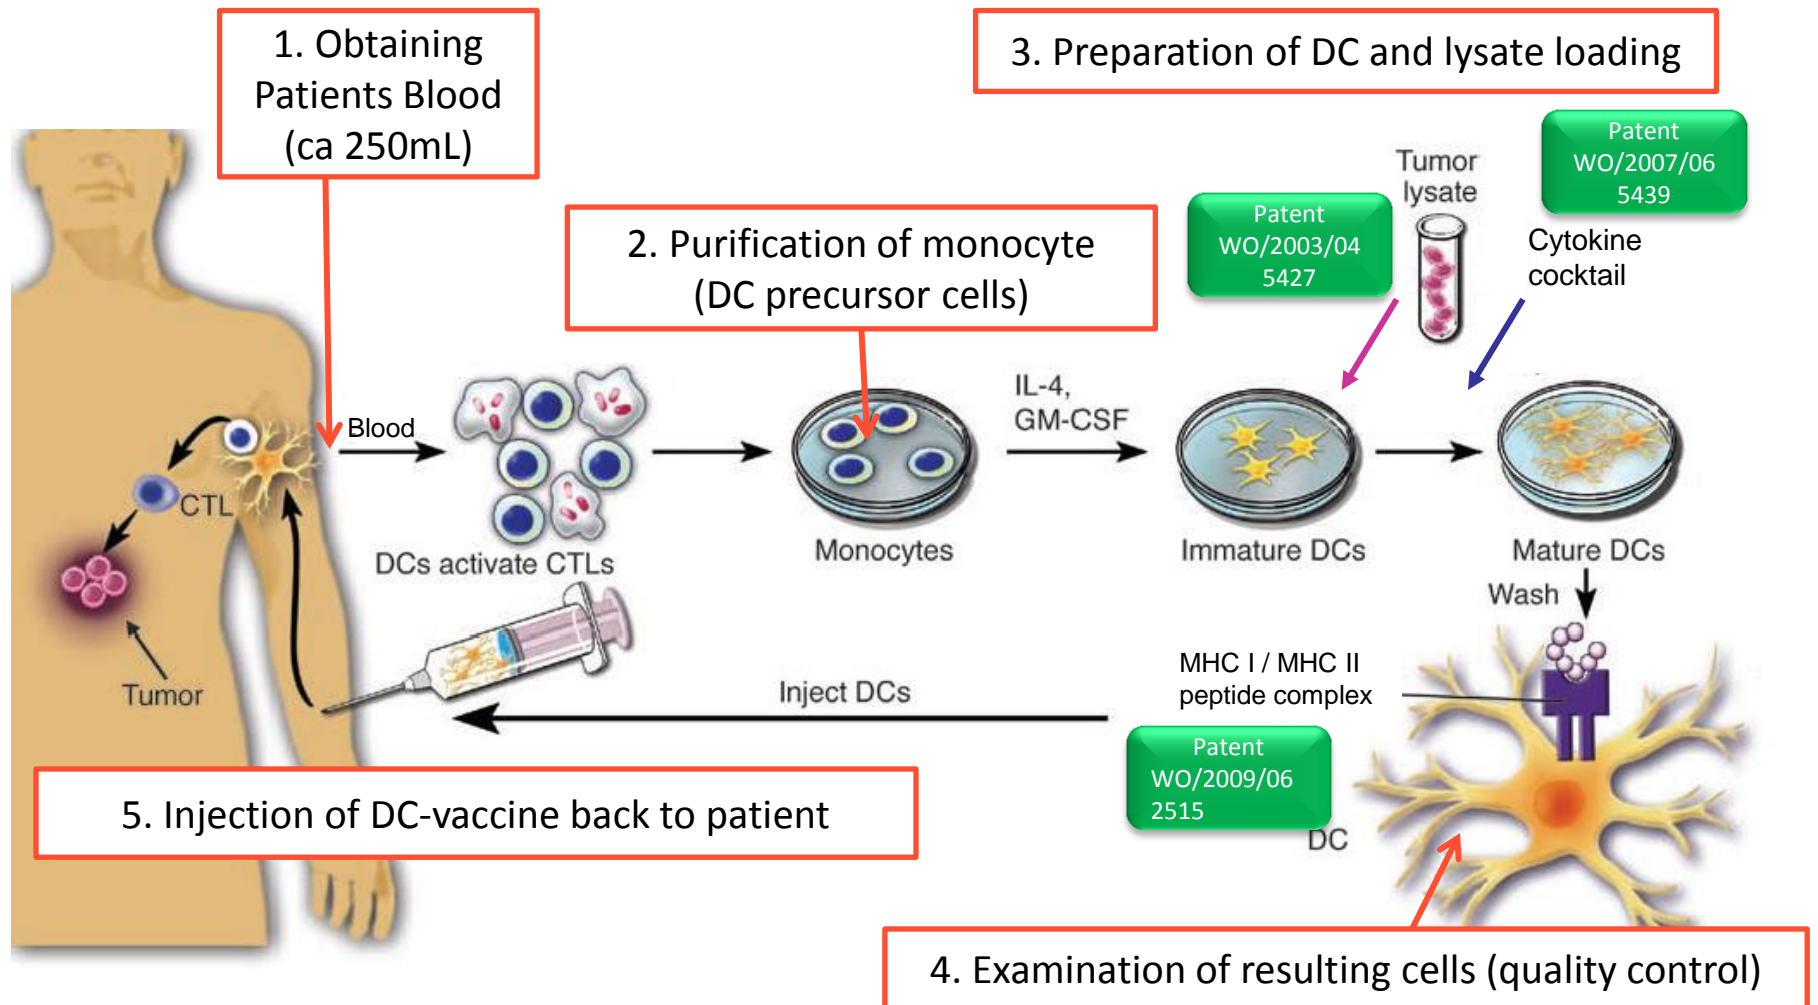 1. Obtaining
Patients Blood
(ca 250mL)
3. Preparation of DC and lysate loading
Patent
WO/2007/06
5439
Tumor
lysate
Patent
WO/2003/04
5427
Cytokine
cocktail
2. Purification of monocyte
(DC precursor cells)
IL-4,
GM-CSF
Blood
CTL
DCs activate CTLs
Monocytes
Immature DCs
Mature DCs
Wash
Tumor
Inject DCs
MHC I / MHC II
peptide complex
Patent
WO/2009/06
2515
DC
5. Injection of DC-vaccine back to patient
4. Examination of resulting cells (quality control)